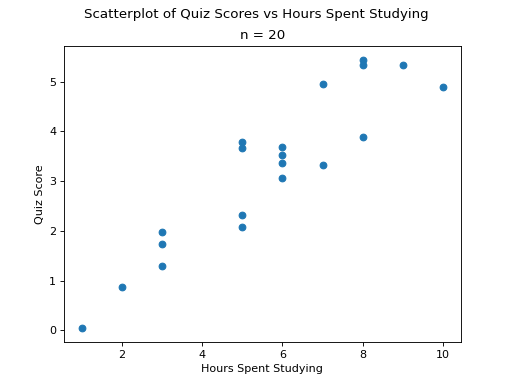 Scatterplot of Quiz Scores vs Hours Spent Studying
n = 20
5
4
3
2
1
0
Quiz Score
2 4 6 8 10
Hours Spent Studying